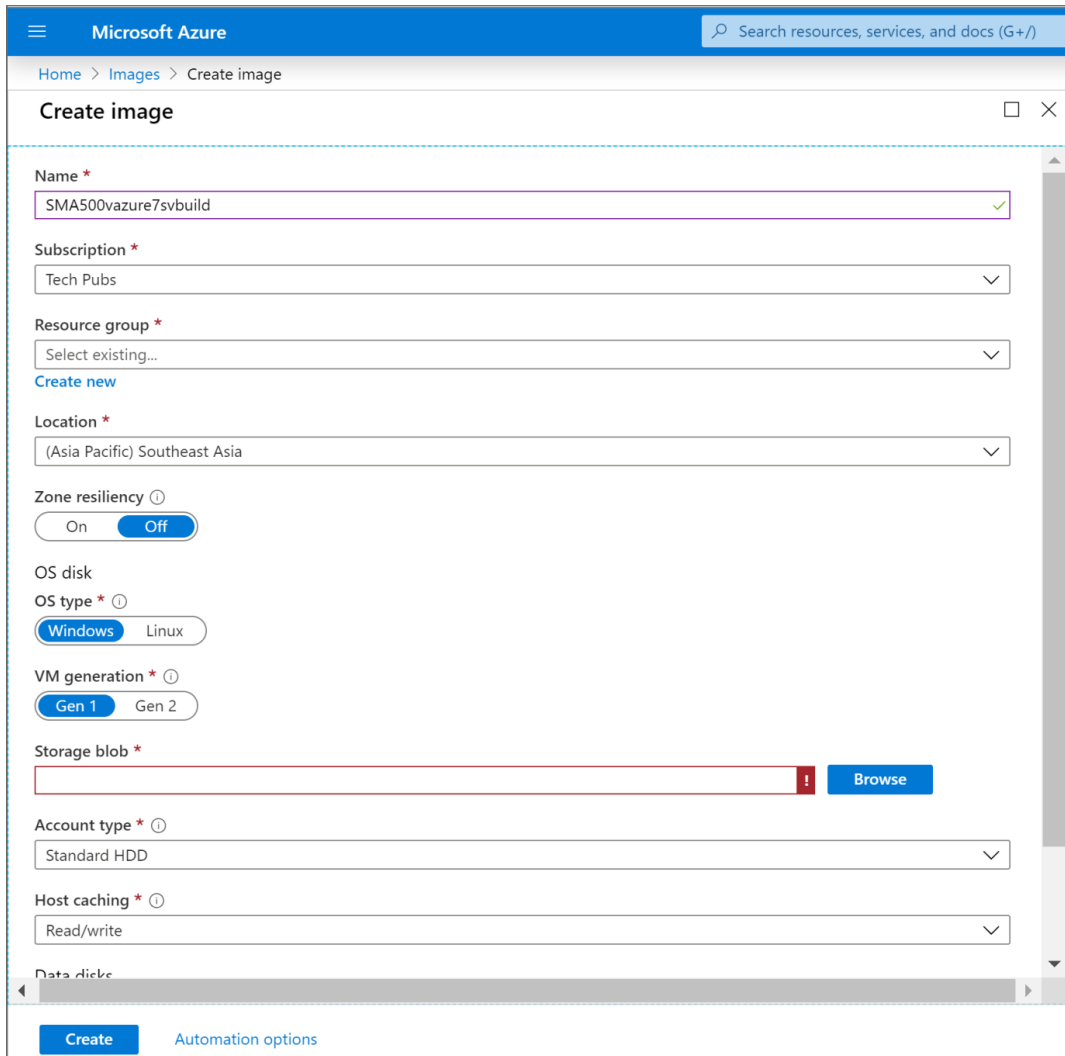 Microsoft Azure
Search resources, services, and docs (G+/)
Home > Images > Create image
Create image
Name *
SMA500vazure7svbuild
Subscription *
Tech Pubs
Resource group *
Select existing...
Create new
Location *
(Asia Pacific) Southeast Asia
Zone resiliency
On Off
OS disk
OS type *
Windows Linux
VM generation *
Gen 1 Gen 2
Storage blob *
! Browse
Account type *
Standard HDD
Host caching *
Read/write
Data disks
Create Automation options